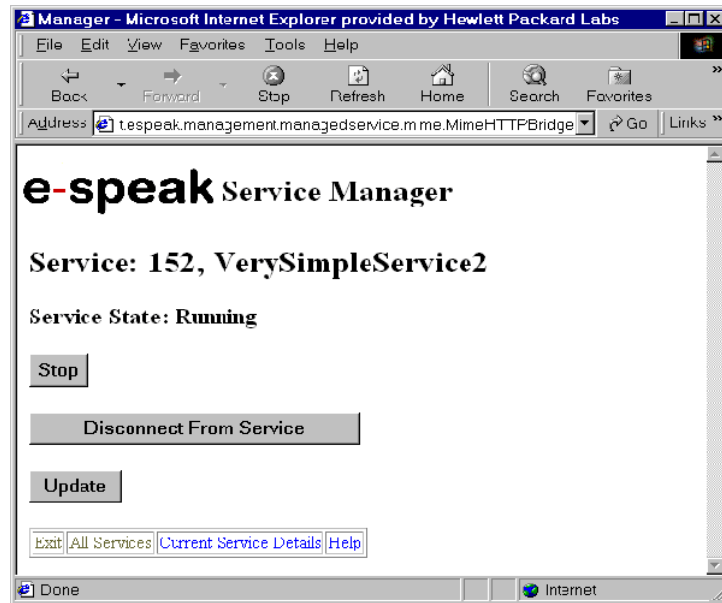 Manager - Microsoft Internet Explorer provided by Hewlett Packard Labs
File Edit View Favorites Tools Help
Back Forward Stop Refresh Home Search Favorites »
Address t.espeak.management.managedservice.mime.MimeHTTPBridge Go Links »
e-speak Service Manager
Service: 152, VerySimpleService2
Service State: Running
Stop
Disconnect From Service
Update
Exit All Services Current Service Details Help
Done Internet